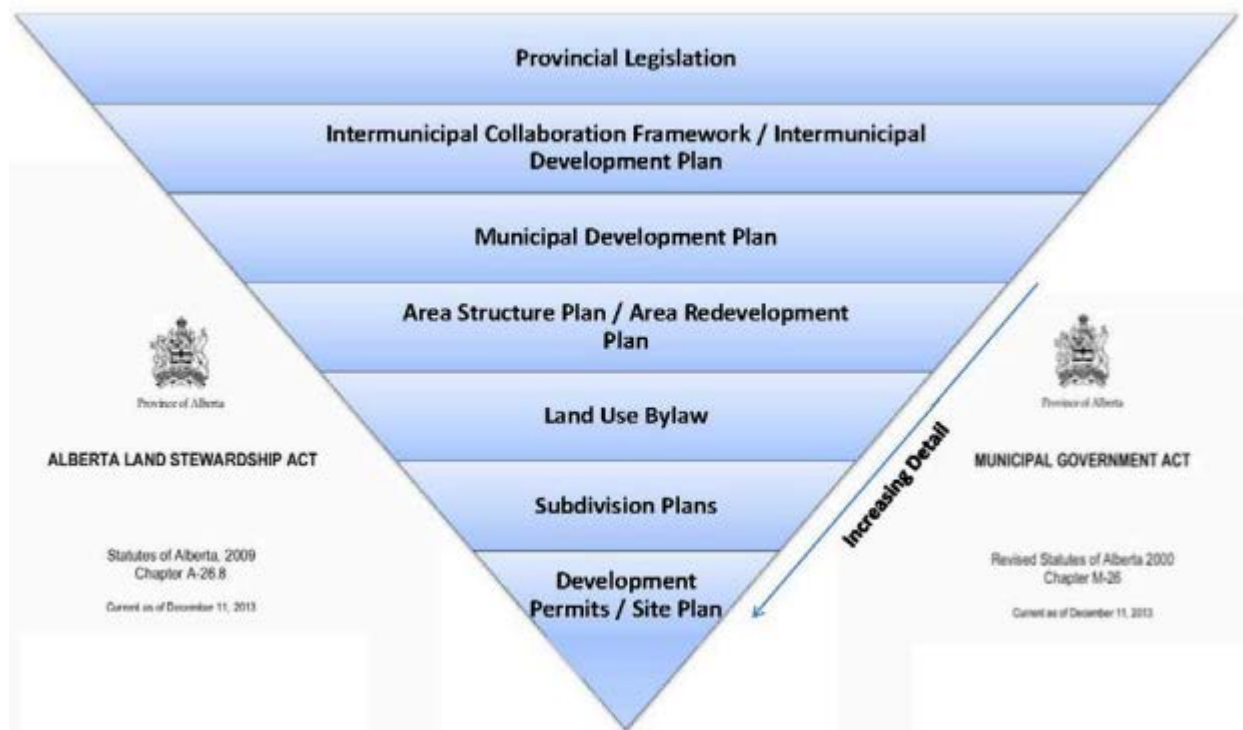 Provincial Legislation
Intermunicipal Collaboration Framework / Intermunicipal
Development Plan
Municipal Development Plan
Area Structure Plan / Area Redevelopment
Plan
Land Use Bylaw
Subdivision Plans
Development
Permits / Site Plan
Increasing Detail
Province of Alberta
ALBERTA LAND STEWARDSHIP ACT
Statutes of Alberta, 2009
Chapter A-26.8
Current as of December 11, 2013
Province of Alberta
MUNICIPAL GOVERNMENT ACT
Revised Statutes of Alberta 2000
Chapter M-26
Current as of December 11, 2013